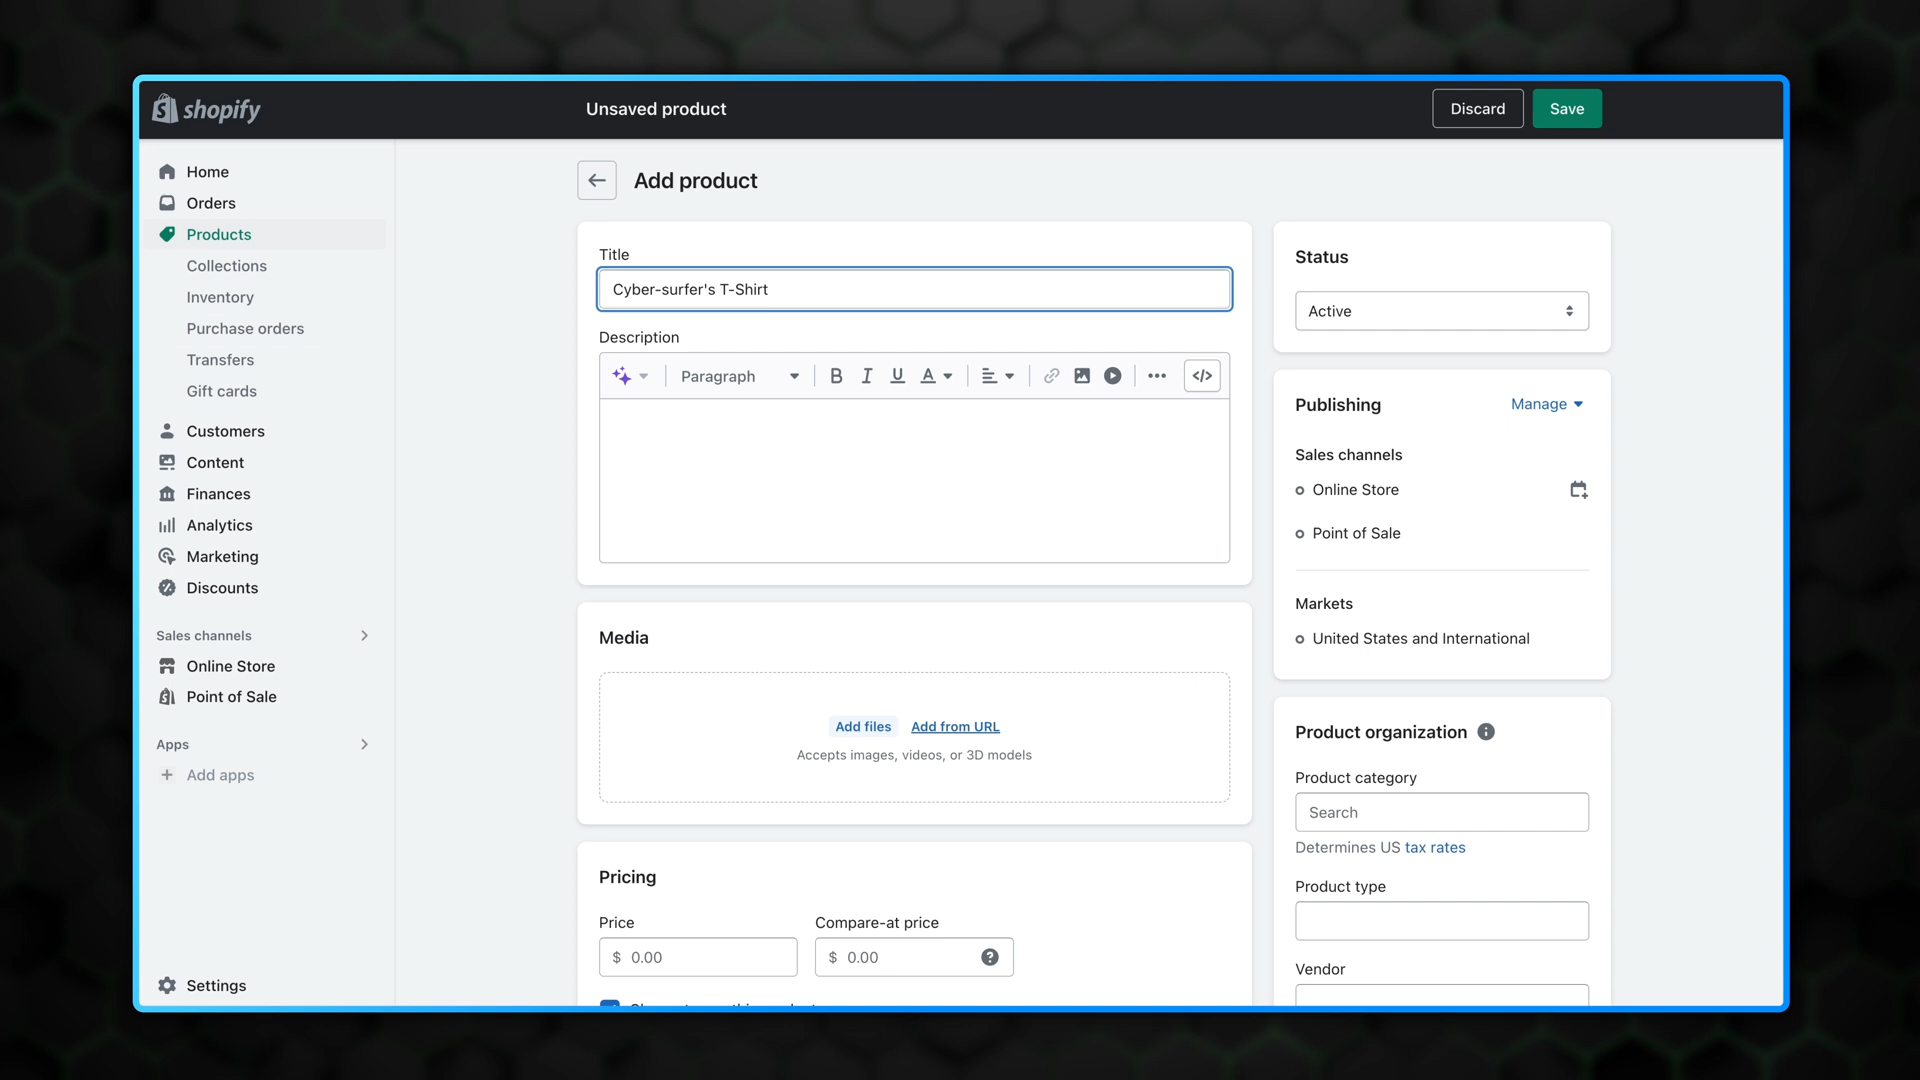 shopify
Unsaved product
Discard
Save
Home
Orders
Products
Collections
Inventory
Purchase orders
Transfers
Gift cards
Customers
Content
Finances
Analytics
Marketing
Discounts
Sales channels
Online Store
Point of Sale
Apps
Add apps
Settings
Add product
Title
Cyber-surfer's T-Shirt
Description
Paragraph
B I U A
Media
Add files Add from URL
Accepts images, videos, or 3D models
Pricing
Price Compare-at price
$ 0.00 $ 0.00
Status
Active
Publishing Manage
Sales channels
Online Store
Point of Sale
Markets
United States and International
Product organization
Product category
Search
Determines US tax rates
Product type
Vendor